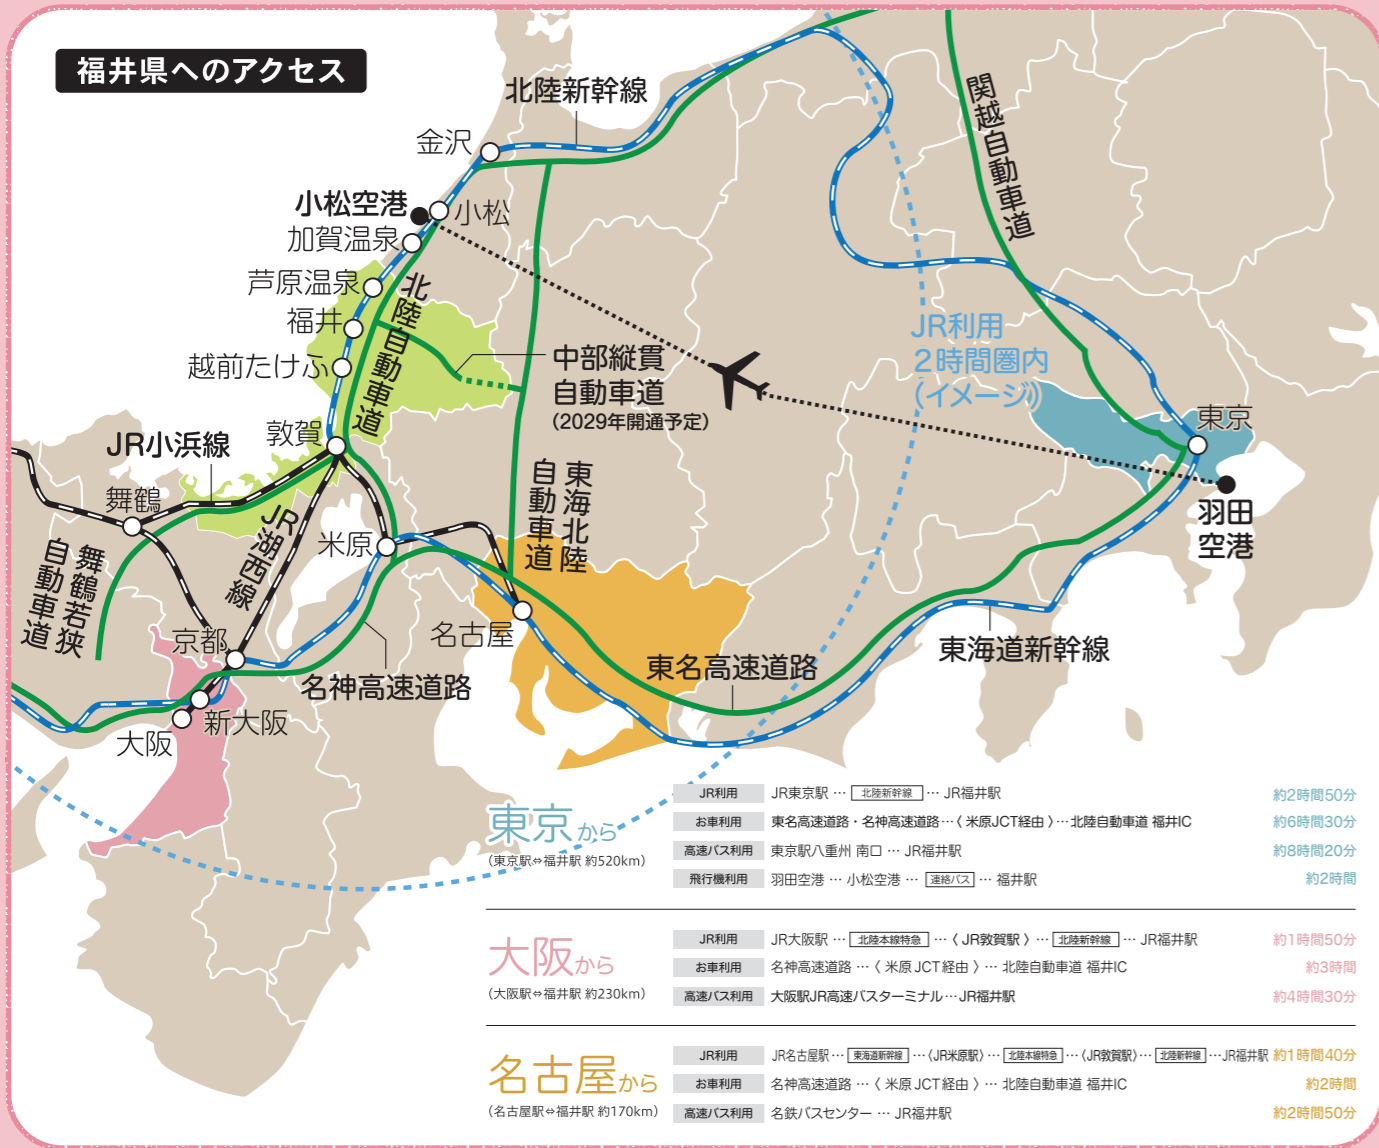 福井県へのアクセス
北陸新幹線
金沢
関越自動車道
小松空港
小松
加賀温泉
芦原温泉
北陸自動車道
福井
越前たけふ
中部縦貫
自動車道
(2029年開通予定)
JR利用
2時間圏内
(イメージ)
東京
敦賀
JR小浜線
舞鶴
東海北陸
自動車道
羽田
空港
JR湖西線
米原
舞鶴若狭
自動車道
京都
名古屋
東海道新幹線
東名高速道路
名神高速道路
新大阪
大阪
東京から
(東京駅⇔福井駅 約520km)
JR利用 JR東京駅 … 北陸新幹線 … JR福井駅 約2時間50分
お車利用 東名高速道路・名神高速道路…〈 米原JCT経由 〉…北陸自動車道 福井IC 約6時間30分
高速バス利用 東京駅八重州 南口 … JR福井駅 約8時間20分
飛行機利用 羽田空港 … 小松空港 … 連絡バス … 福井駅 約2時間
大阪から
(大阪駅⇔福井駅 約230km)
JR利用 JR大阪駅 … 北陸本線特急 …〈 JR敦賀駅 〉… 北陸新幹線 … JR福井駅 約1時間50分
お車利用 名神高速道路 …〈 米原JCT経由 〉… 北陸自動車道 福井IC 約3時間
高速バス利用 大阪駅JR高速バスターミナル…JR福井駅 約4時間30分
名古屋から
(名古屋駅⇔福井駅 約170km)
JR利用 JR名古屋駅… 東海道新幹線 …〈JR米原駅〉… 北陸本線特急 …〈JR敦賀駅〉… 北陸新幹線 …JR福井駅 約1時間40分
お車利用 名神高速道路 …〈 米原JCT経由 〉… 北陸自動車道 福井IC 約2時間
高速バス利用 名鉄バスセンター … JR福井駅 約2時間50分